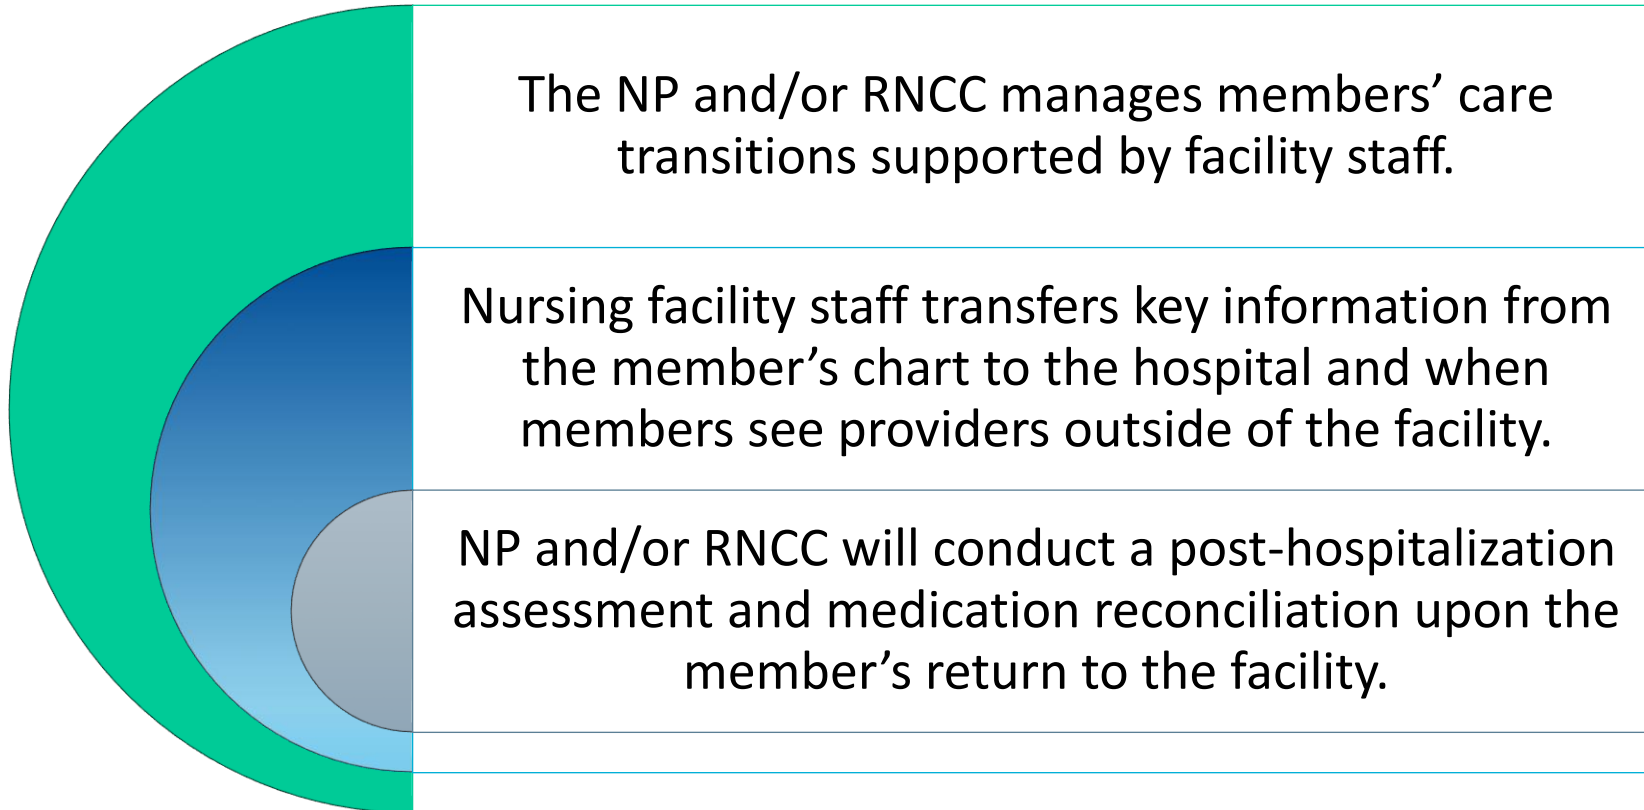 The NP and/or RNCC manages members’ care
transitions supported by facility staff.
Nursing facility staff transfers key information from
the member’s chart to the hospital and when
members see providers outside of the facility.
NP and/or RNCC will conduct a post-hospitalization
assessment and medication reconciliation upon the
member’s return to the facility.